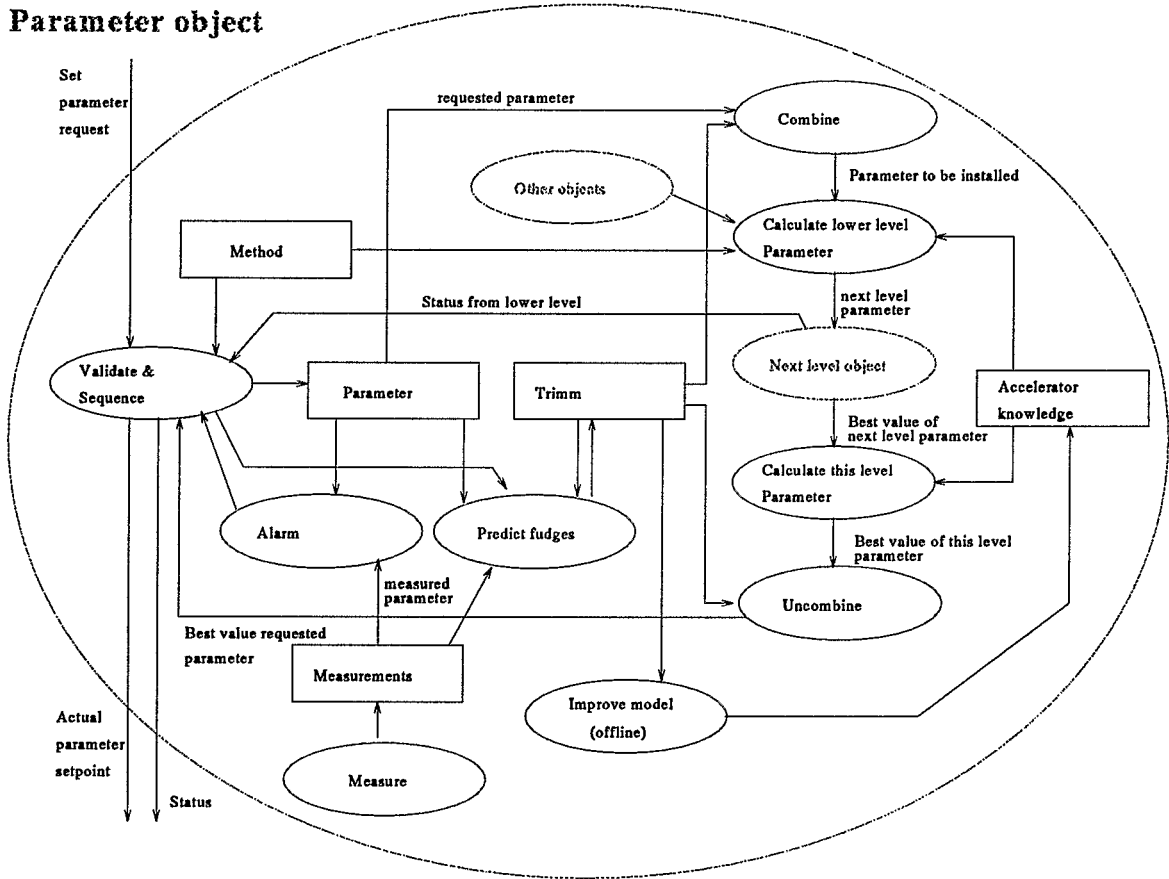 Parameter object
Set
parameter
request
requested parameter
Combine
Other objects
Parameter to be installed
Method
Calculate lower level
Parameter
Status from lower level
next level
parameter
Validate &
Sequence
Parameter
Trimm
Next level object
Accelerator
knowledge
Best value of
next level parameter
Calculate this level
Parameter
Alarm
Predict fudges
Best value of this level
parameter
measured
parameter
Uncombine
Best value requested
parameter
Measurements
Improve model
(offline)
Actual
parameter
setpoint
Measure
Status